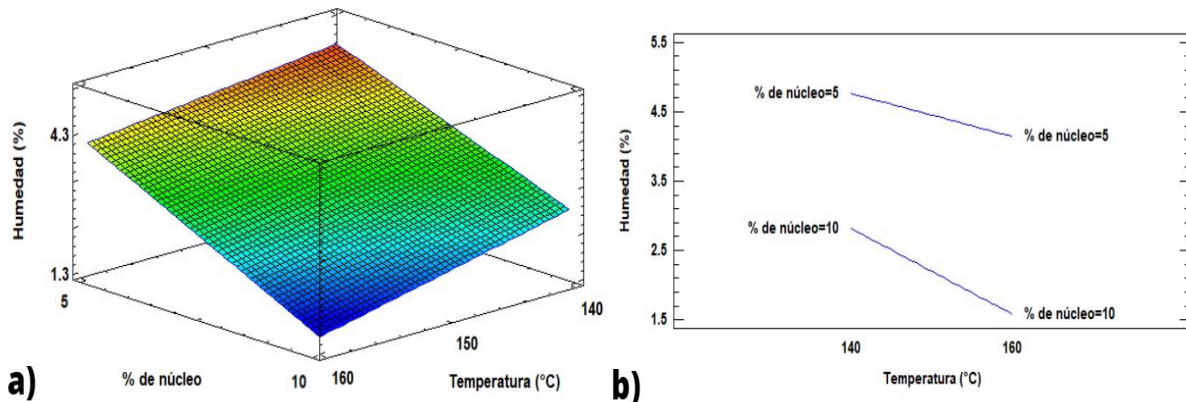 Humedad (%)
4.3
1.3
5
% de núcleo
10
160
150
140
Temperatura (°C)
a)
Humedad (%)
5.5
4.5
3.5
2.5
1.5
% de núcleo=5
% de núcleo=5
% de núcleo=10
% de núcleo=10
140
160
Temperatura (°C)
b)